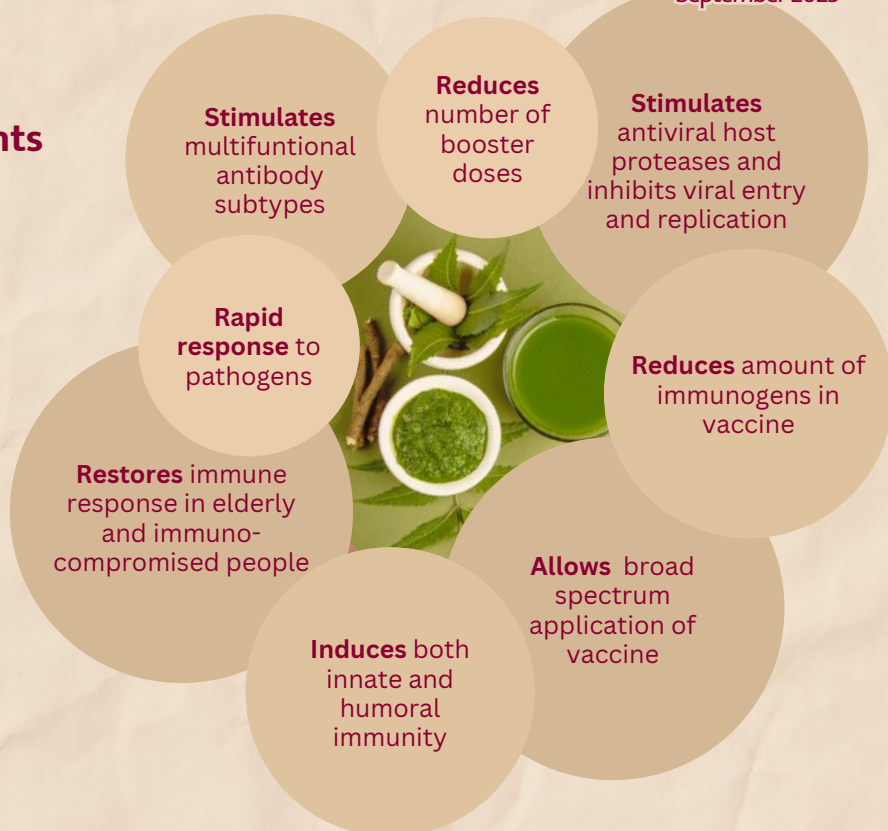 Stimulates
multifuntional
antibody
subtypes
Reduces
number of
booster
doses
Stimulates
antiviral host
proteases and
inhibits viral entry
and replication
Rapid
response to
pathogens
Reduces amount of
immunogens in
vaccine
Restores immune
response in elderly
and immuno-
compromised people
Allows broad
spectrum
application of
vaccine
Induces both
innate and
humoral
immunity